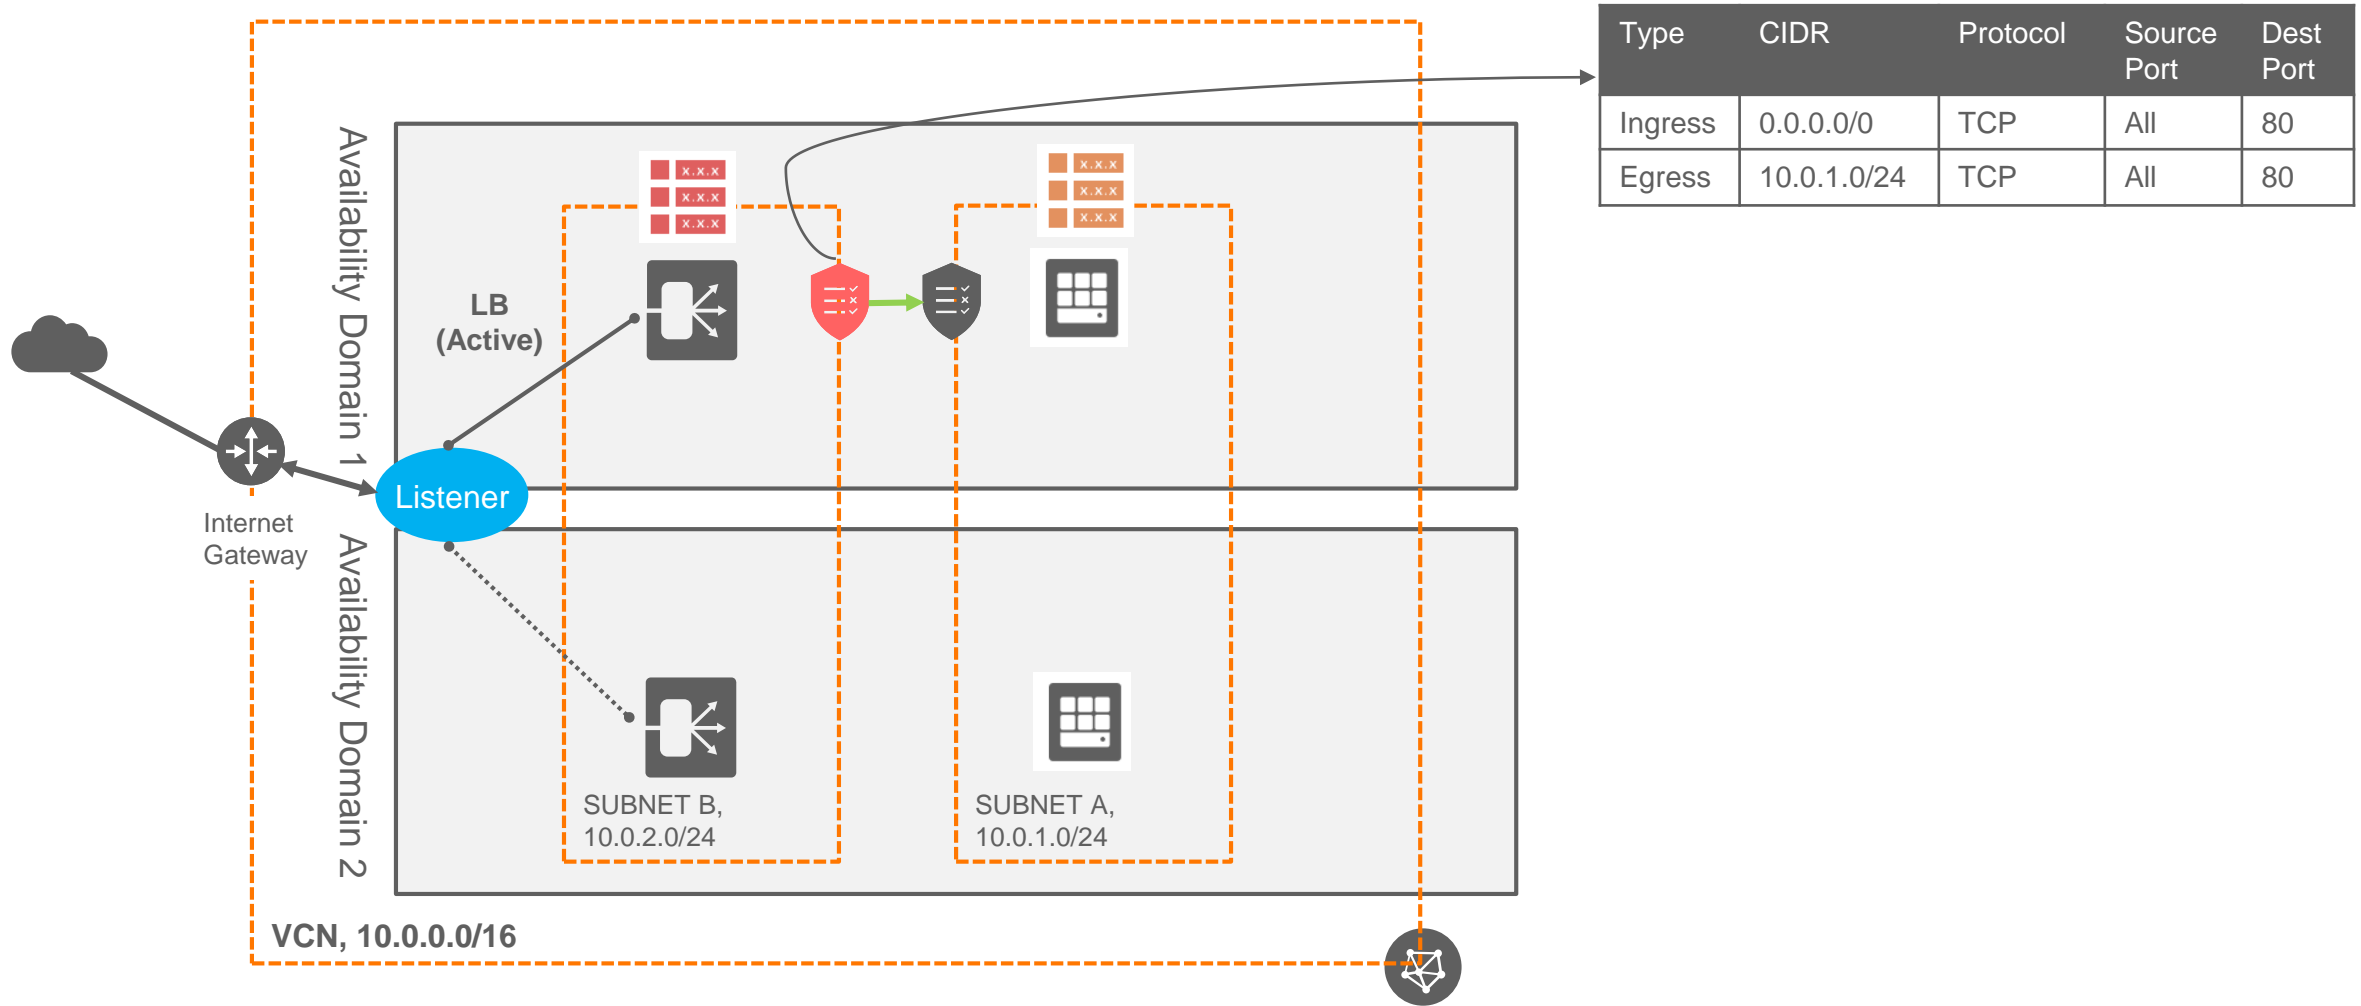 Type CIDR Protocol Source Port Dest Port
Ingress 0.0.0.0/0 TCP All 80
Egress 10.0.1.0/24 TCP All 80
Availability Domain 1
x.x.x
x.x.x
x.x.x
x.x.x
x.x.x
x.x.x
LB
(Active)
Listener
Internet
Gateway
Availability Domain 2
SUBNET B,
10.0.2.0/24
SUBNET A,
10.0.1.0/24
VCN, 10.0.0.0/16